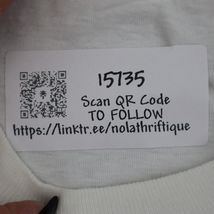 15735
Scan QR Code
TO FOLLOW
https://linktr.ee/nolathriftique